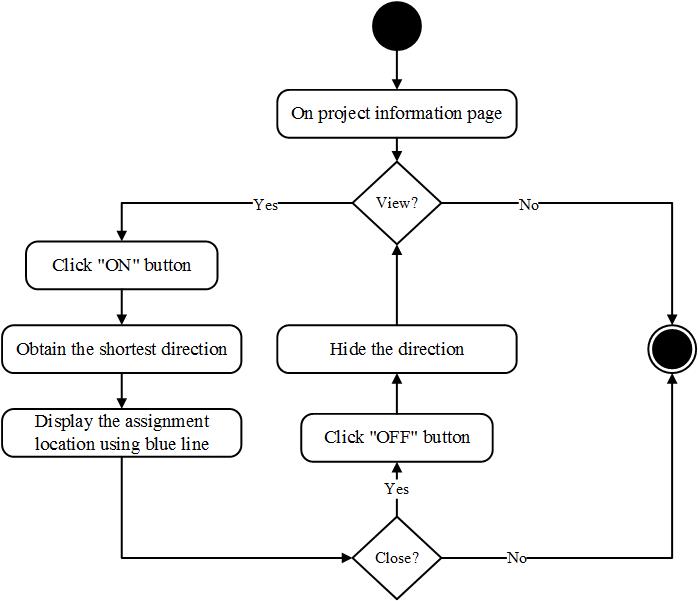 On project information page
View?
Yes
No
Click "ON" button
Obtain the shortest direction
Hide the direction
Display the assignment
location using blue line
Click "OFF" button
Yes
Close?
No